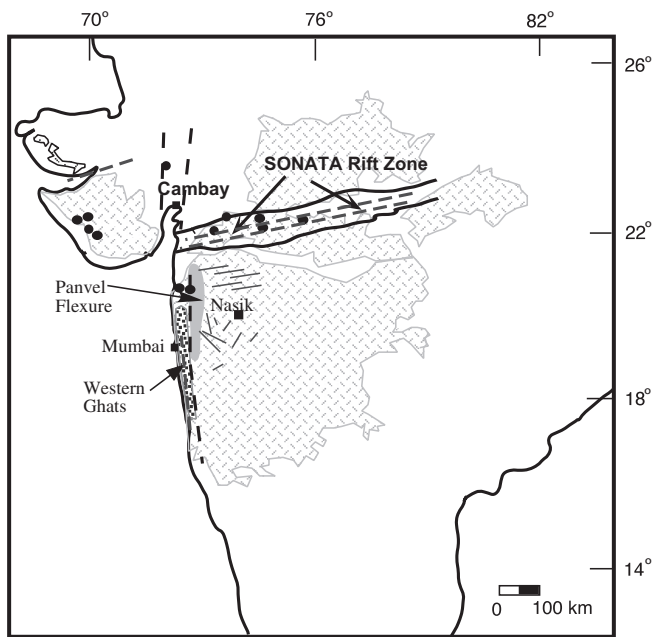 70°
76°
82°
26°
SONATA Rift Zone
Cambay
22°
Panvel
Flexure
Nasik
Mumbai
Western
Ghats
18°
14°
0 100 km